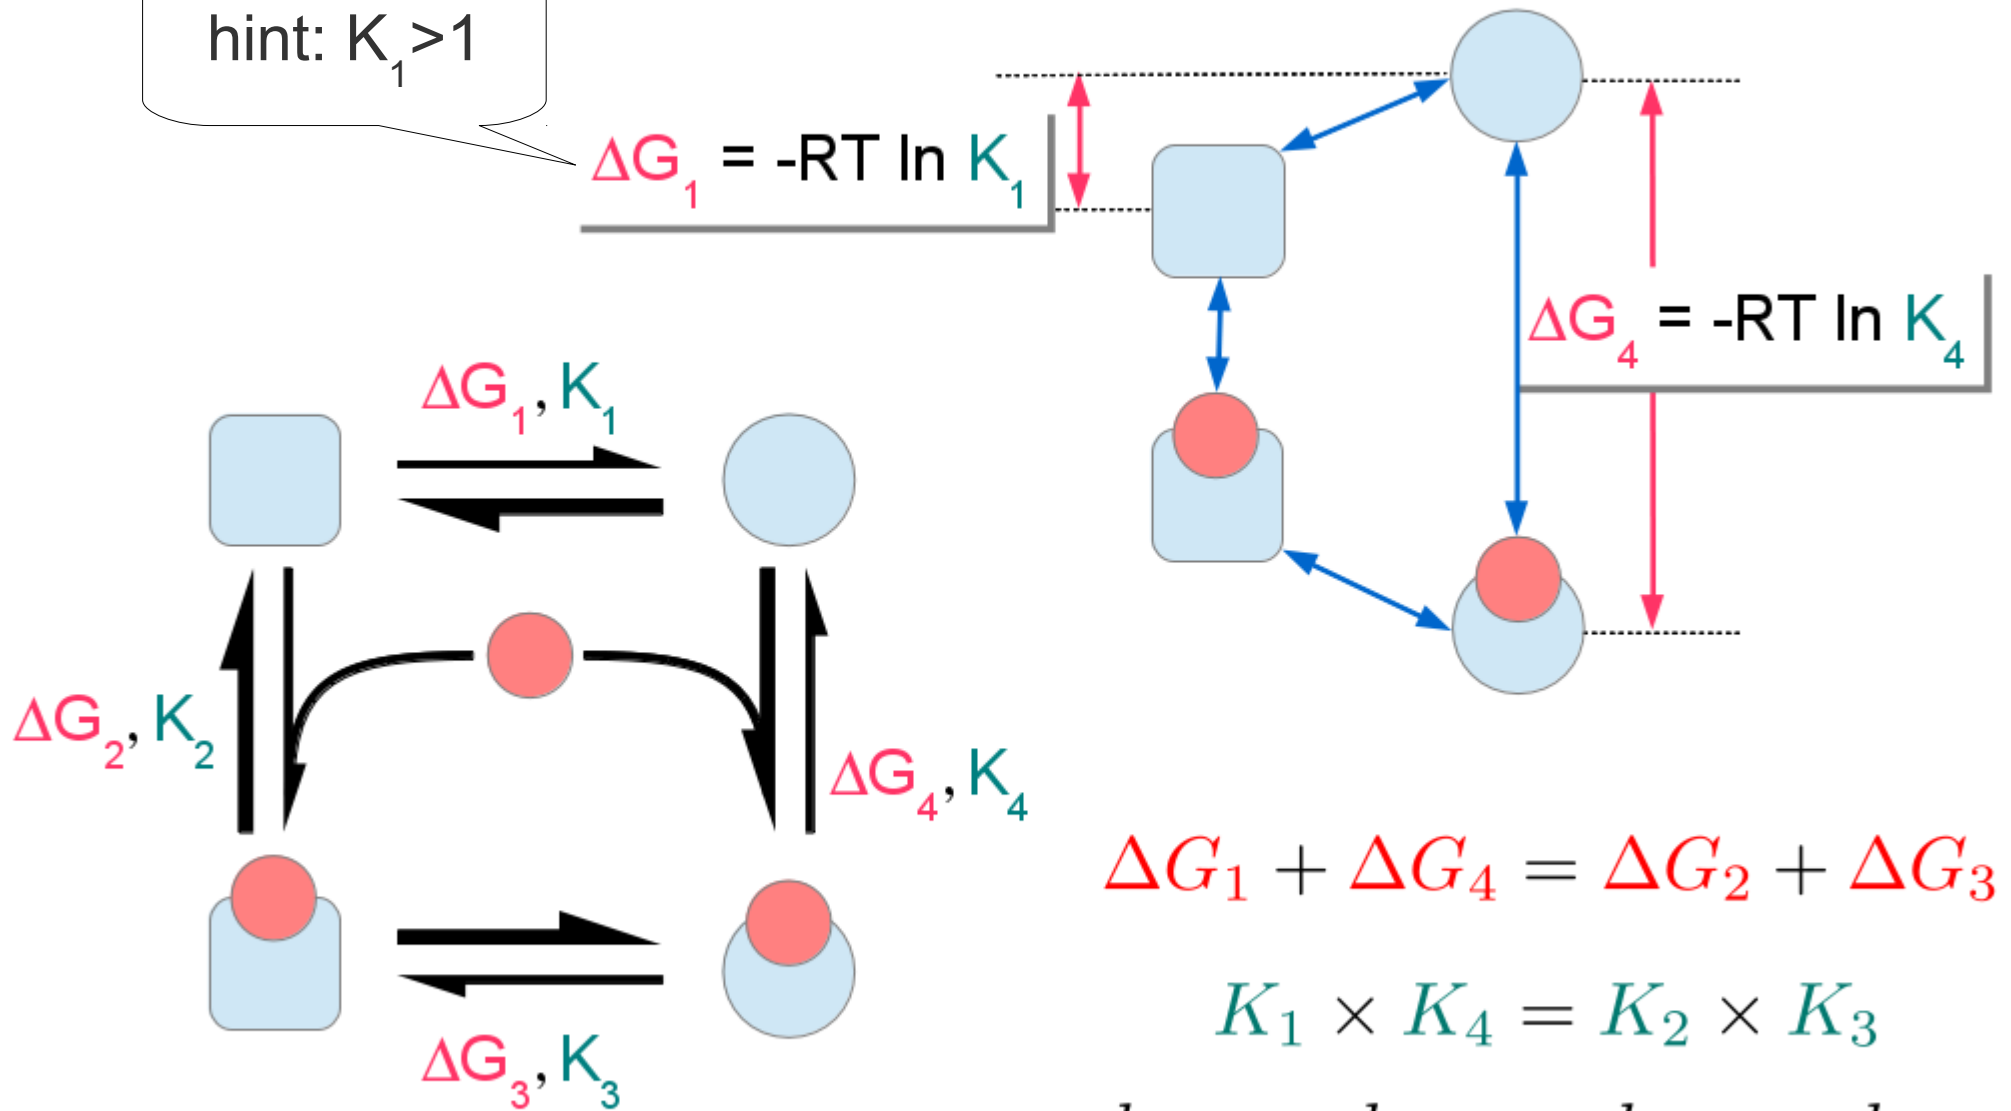 hint: K₁>1
ΔG₁ = -RT ln K₁
ΔG₄ = -RT ln K₄
ΔG₁, K₁
ΔG₂, K₂
ΔG₄, K₄
ΔG₃, K₃
ΔG₁ + ΔG₄ = ΔG₂ + ΔG₃
K₁ × K₄ = K₂ × K₃